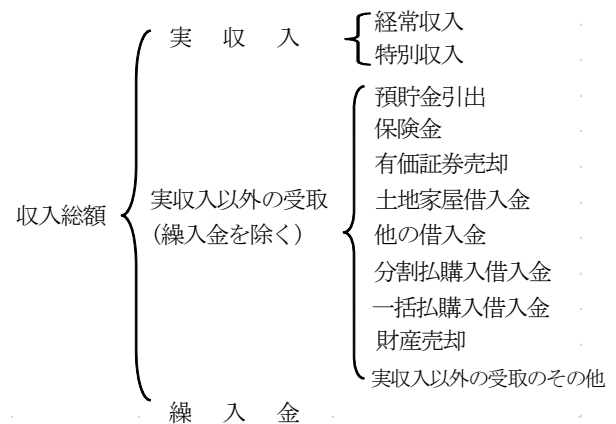 実収入
経常収入
特別収入
預貯金引出
保険金
有価証券売却
収入総額
実収入以外の受取
(繰入金を除く)
土地家屋借入金
他の借入金
分割払購入借入金
一括払購入借入金
財産売却
実収入以外の受取のその他
繰入金